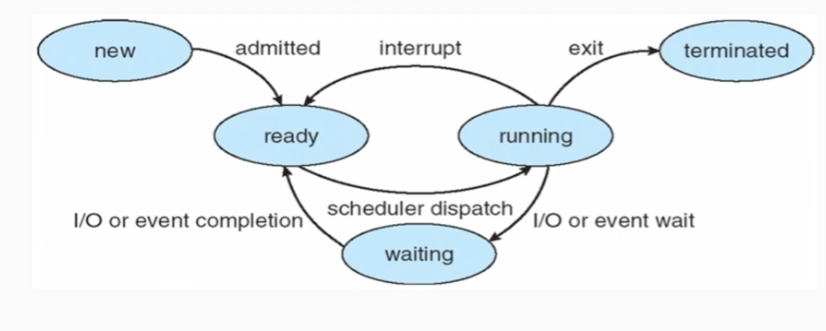 new
admitted
interrupt
exit
terminated
ready
running
scheduler dispatch
I/O or event completion
I/O or event wait
waiting